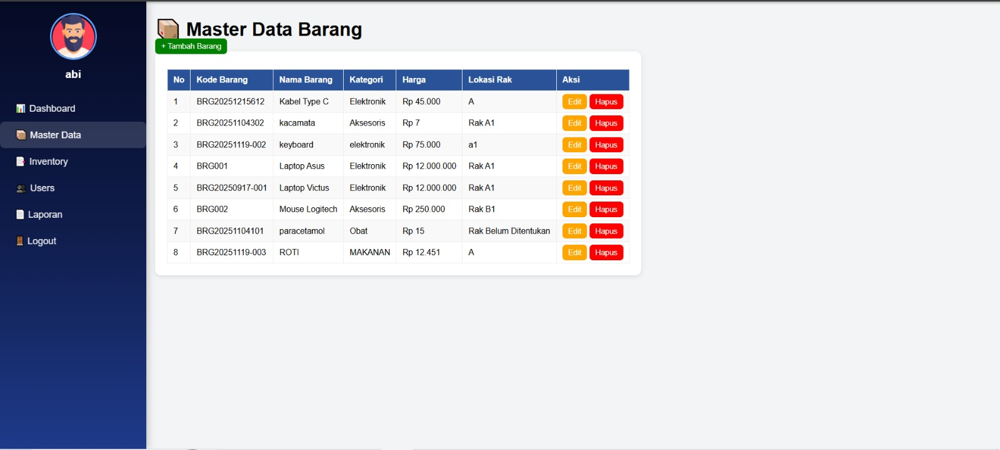 abi
Dashboard
Master Data
Inventory
Users
Laporan
Logout
Master Data Barang
+ Tambah Barang
No Kode Barang Nama Barang Kategori Harga Lokasi Rak Aksi
1 BRG20251215612 Kabel Type C Elektronik Rp 45.000 A Edit Hapus
2 BRG20251104302 kacamata Aksesoris Rp 7 Rak A1 Edit Hapus
3 BRG20251119-002 keyboard elektronik Rp 75.000 a1 Edit Hapus
4 BRG001 Laptop Asus Elektronik Rp 12.000.000 Rak A1 Edit Hapus
5 BRG20250917-001 Laptop Victus Elektronik Rp 12.000.000 Rak A1 Edit Hapus
6 BRG002 Mouse Logitech Aksesoris Rp 250.000 Rak B1 Edit Hapus
7 BRG20251104101 paracetamol Obat Rp 15 Rak Belum Ditentukan Edit Hapus
8 BRG20251119-003 ROTI MAKANAN Rp 12.451 A Edit Hapus